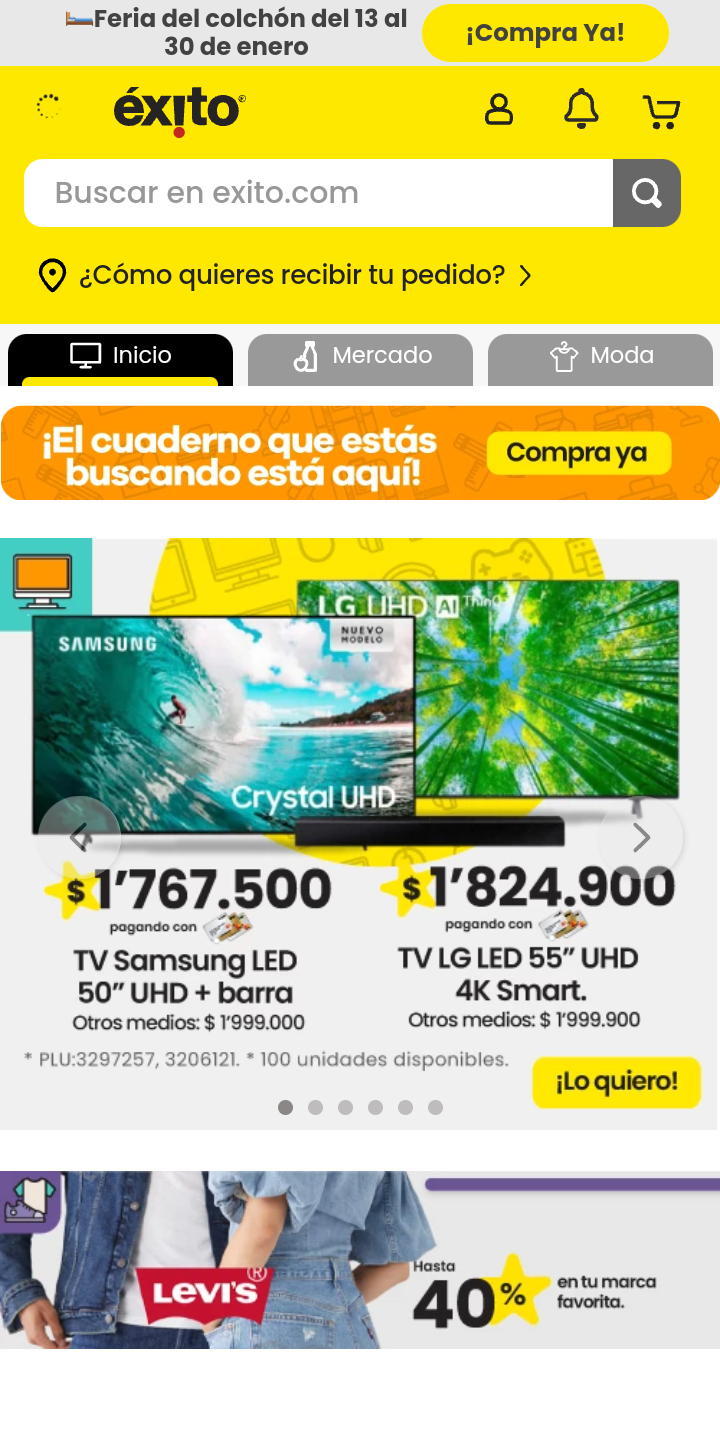 Feria del colchón del 13 al
30 de enero
¡Compra Ya!
éxito®
Buscar en exito.com
¿Cómo quieres recibir tu pedido?
Inicio
Mercado
Moda
¡El cuaderno que estás
buscando está aquí!
Compra ya
LG UHD AI ThinQ
SAMSUNG
NUEVO
MODELO
Crystal UHD
$ 1'767.500
pagando con
TV Samsung LED
50” UHD + barra
Otros medios: $ 1'999.000
$ 1'824.900
pagando con
TV LG LED 55” UHD
4K Smart.
Otros medios: $ 1'999.900
* PLU:3297257, 3206121. * 100 unidades disponibles.
¡Lo quiero!
LEVI'S®
Hasta
40%
en tu marca
favorita.